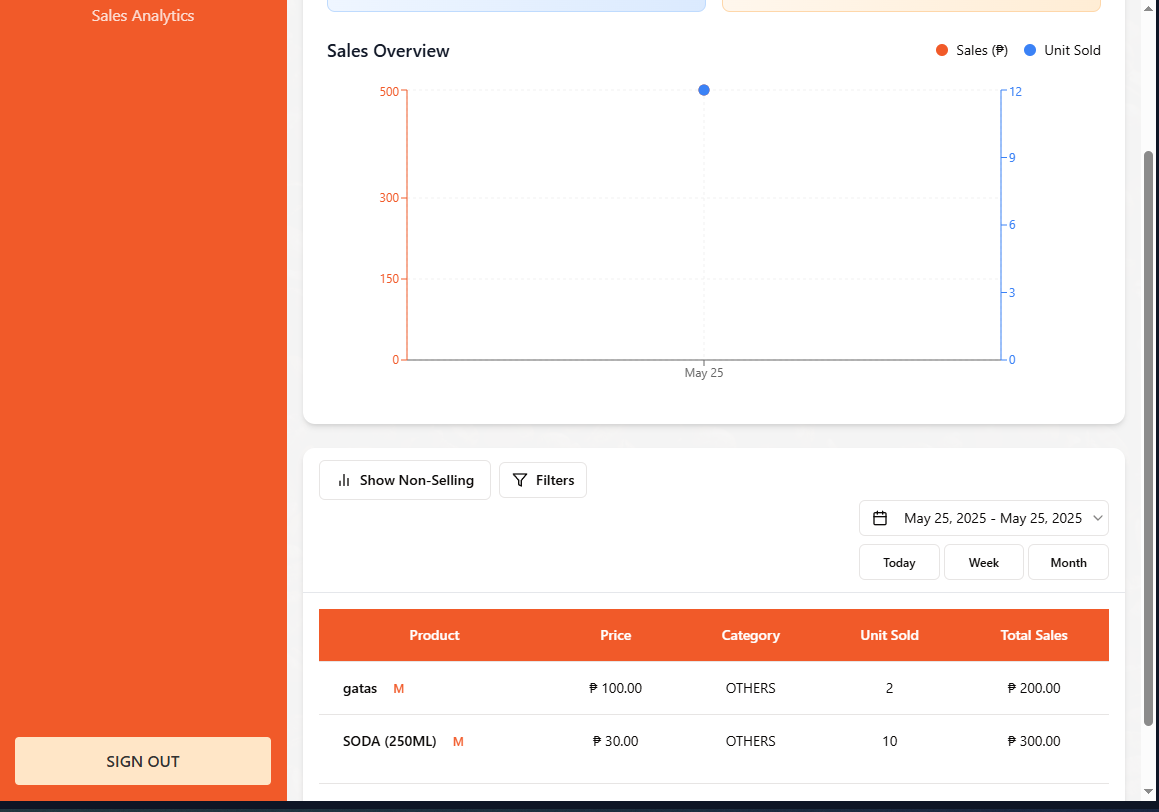 Sales Analytics
Sales Overview
Sales (₱) Unit Sold
500 12
9
300
6
150
3
0 0
May 25
Show Non-Selling Filters
May 25, 2025 - May 25, 2025
Today Week Month
Product Price Category Unit Sold Total Sales
gatas M ₱ 100.00 OTHERS 2 ₱ 200.00
SODA (250ML) M ₱ 30.00 OTHERS 10 ₱ 300.00
SIGN OUT